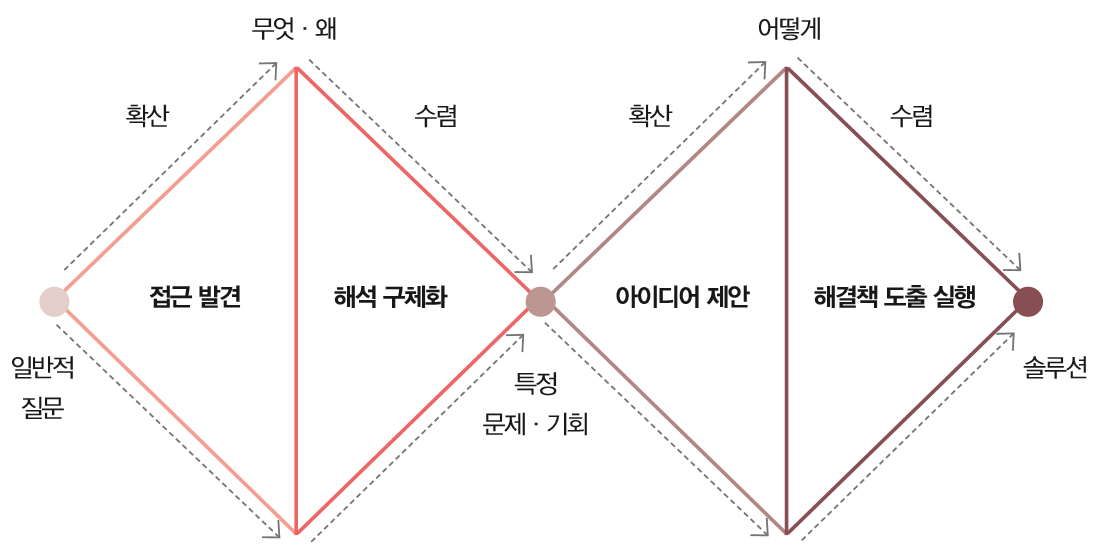 무엇 · 왜
어떻게
확산
수렴
확산
수렴
접근 발견
해석 구체화
아이디어 제안
해결책 도출 실행
일반적
질문
특정
문제 · 기회
솔루션